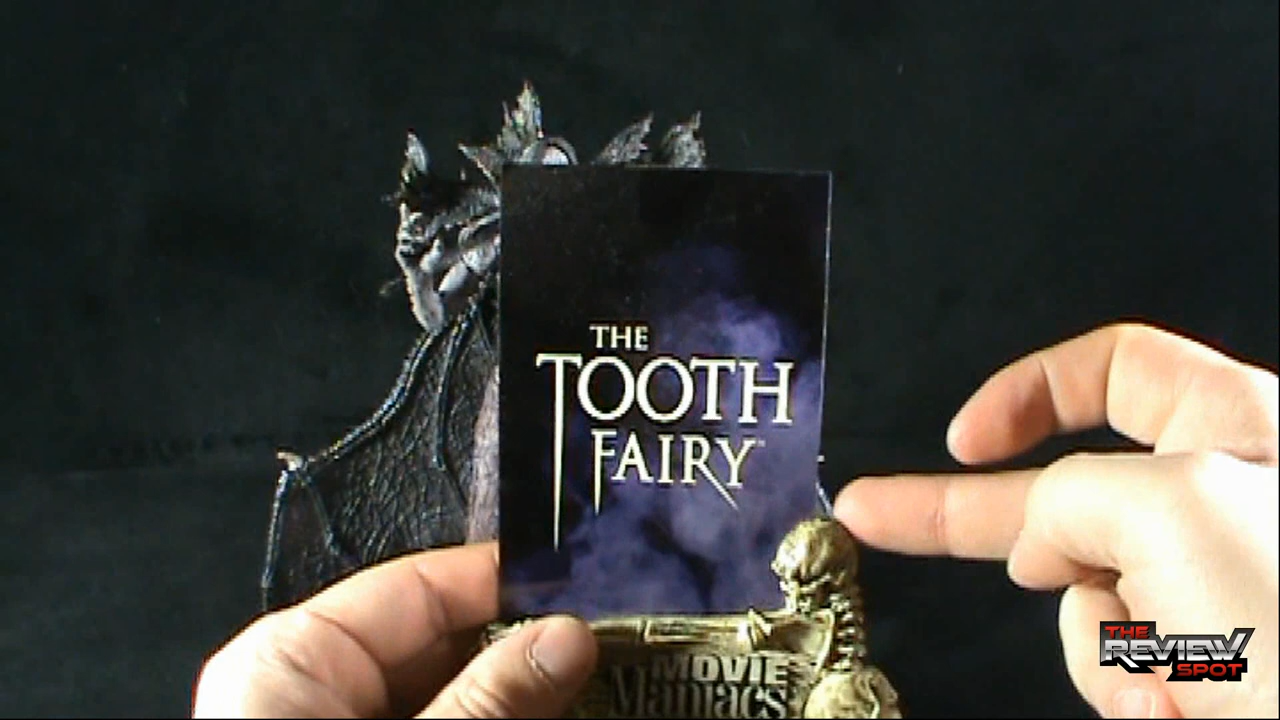 THE
TOOTH
FAIRY™
MOVIE
Maniacs
THE
REVIEW
SPOT